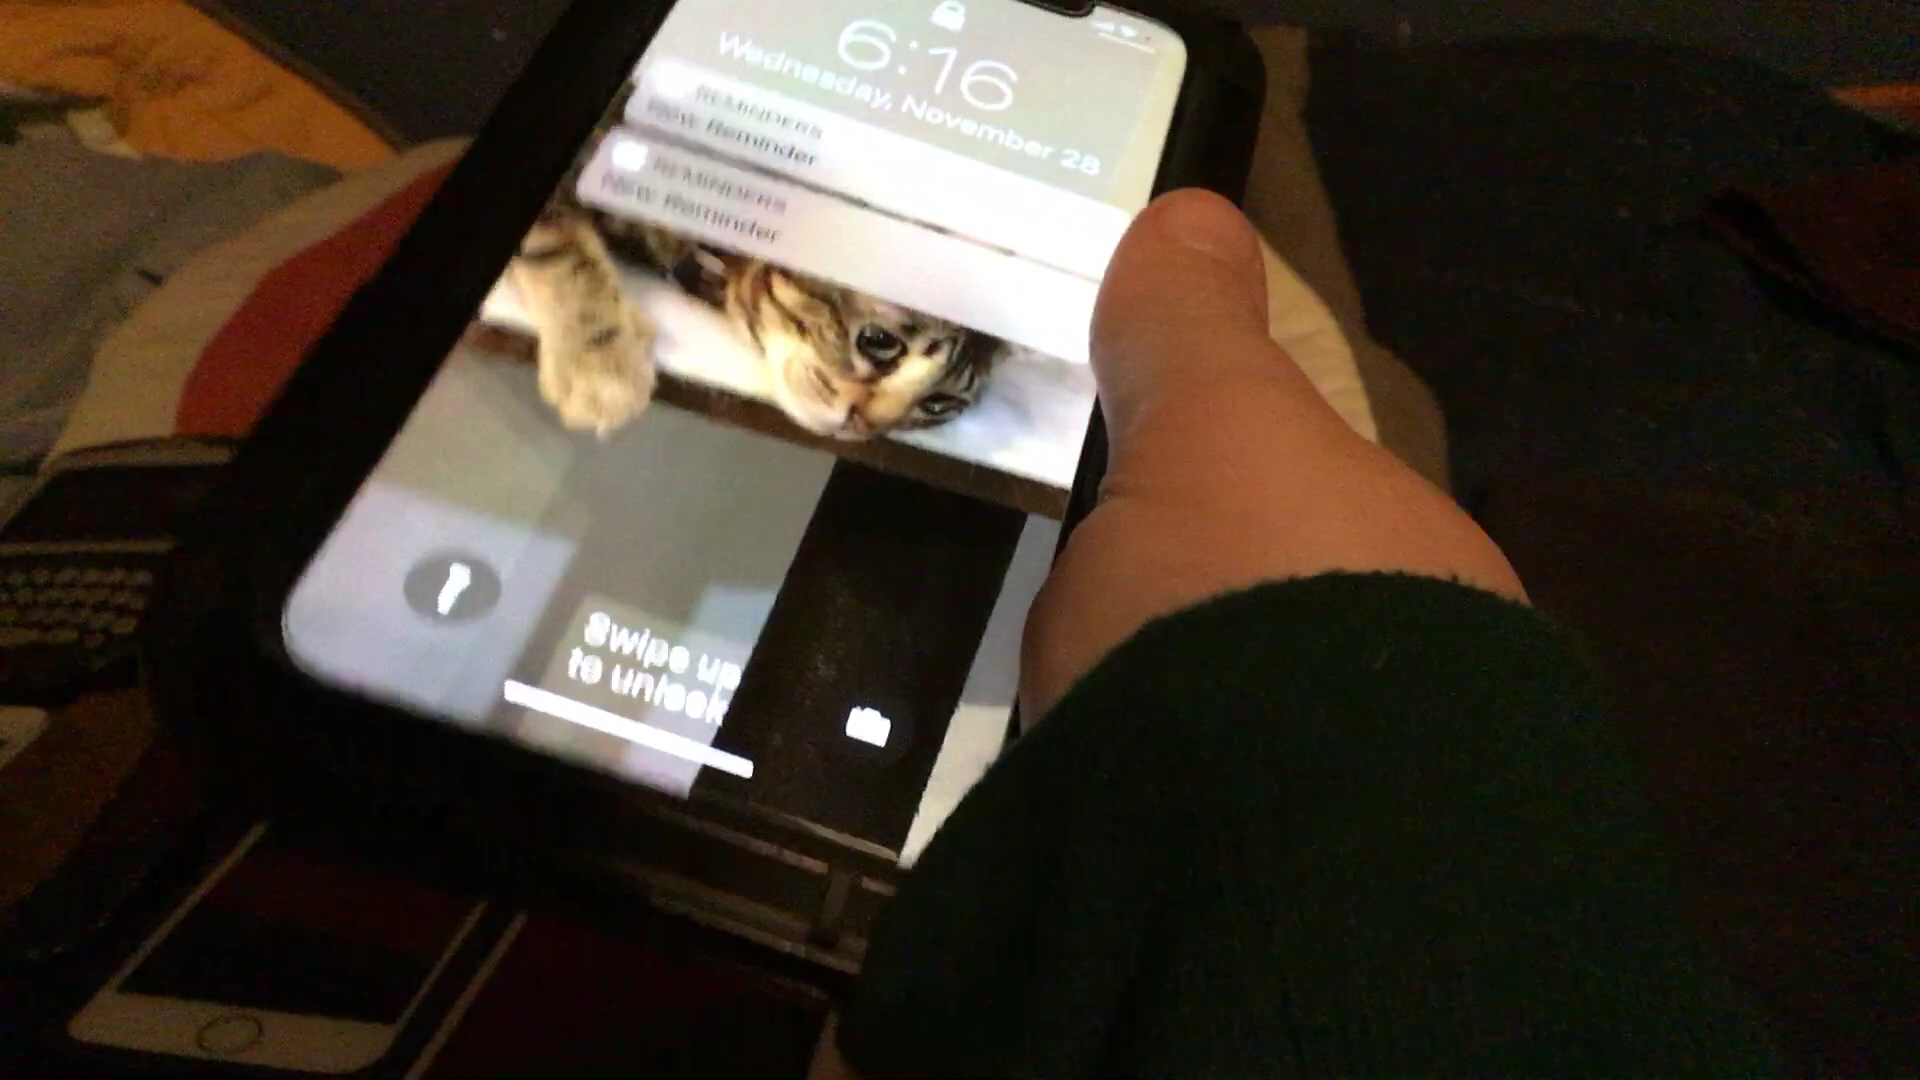 6:16
Wednesday, November 28
REMINDERS
New Reminder
REMINDERS
New Reminder
Swipe up
to unlock